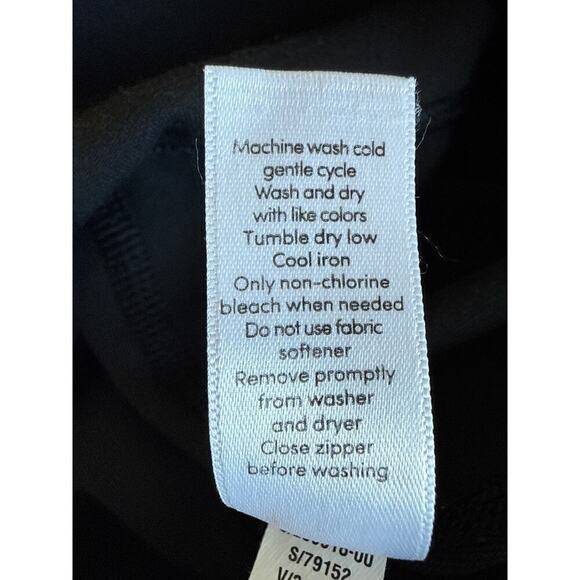 Machine wash cold
gentle cycle
Wash and dry
with like colors
Tumble dry low
Cool iron
Only non-chlorine
bleach when needed
Do not use fabric
softener
Remove promptly
from washer
and dryer
Close zipper
before washing
S/79152